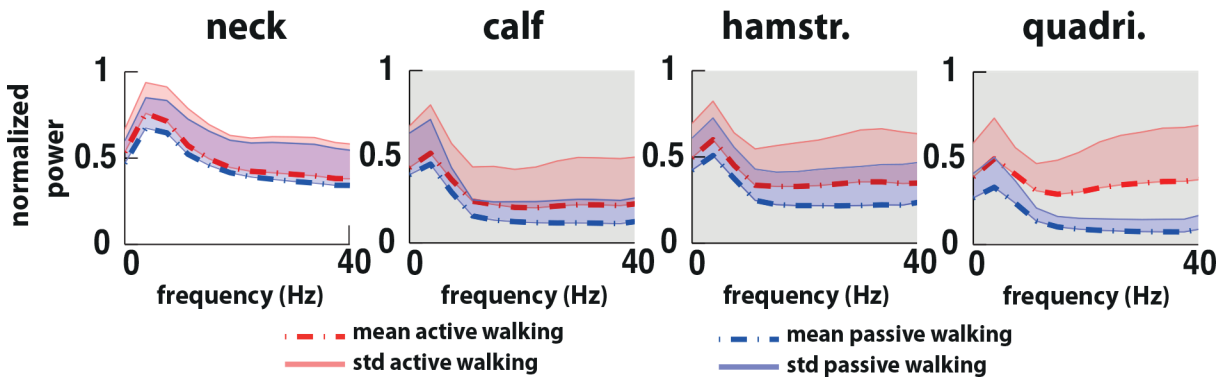 neck calf hamstr. quadri.
normalized
power
1 1 1 1
0.5 0.5 0.5 0.5
0 0 0 0
0 40 0 40 0 40 0 40
frequency (Hz) frequency (Hz) frequency (Hz) frequency (Hz)
mean active walking mean passive walking
std active walking std passive walking